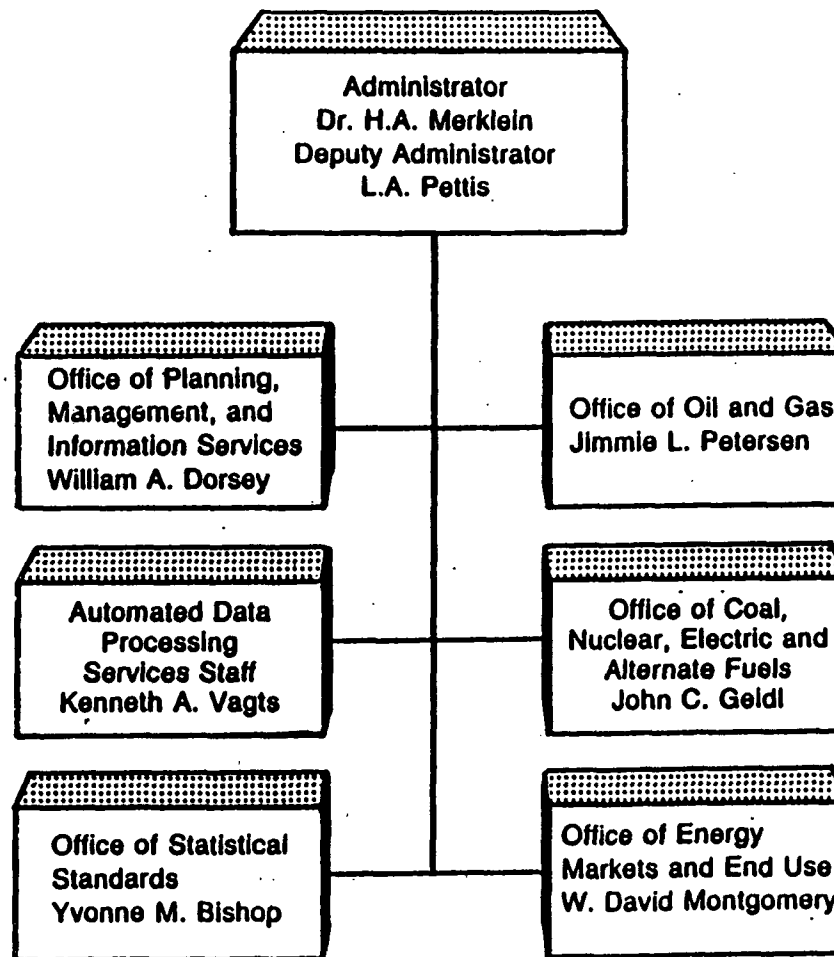 Administrator
Dr. H.A. Merklein
Deputy Administrator
L.A. Pettis
Office of Planning,
Management, and
Information Services
William A. Dorsey
Office of Oil and Gas
Jimmie L. Petersen
Automated Data
Processing
Services Staff
Kenneth A. Vagts
Office of Coal,
Nuclear, Electric and
Alternate Fuels
John C. Geidl
Office of Statistical
Standards
Yvonne M. Bishop
Office of Energy
Markets and End Use
W. David Montgomery